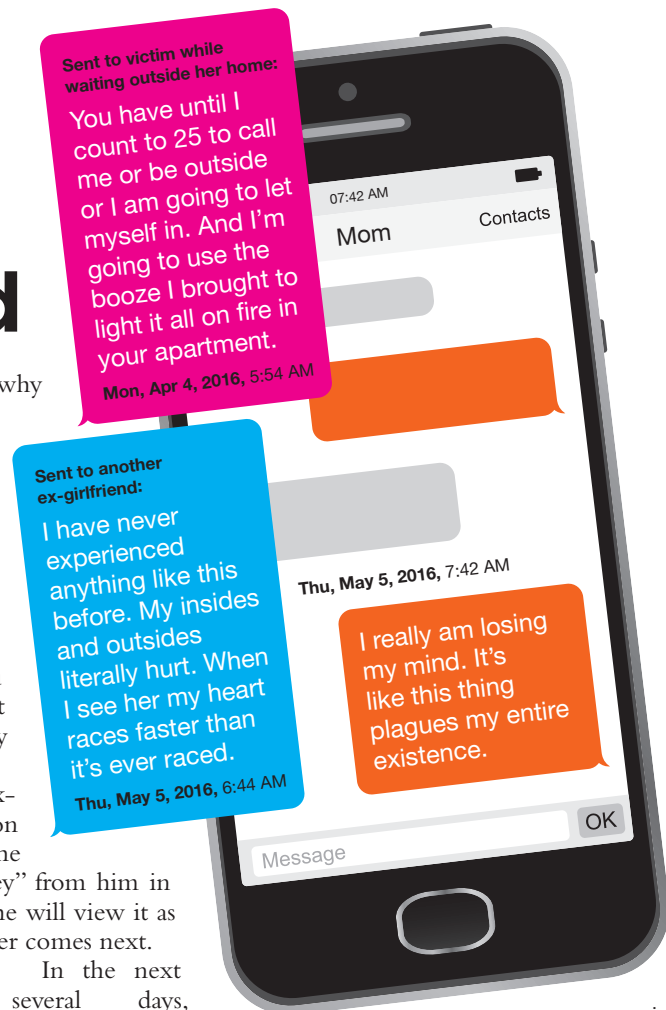 Sent to victim while
waiting outside her home:
You have until I
count to 25 to call
me or be outside
or I am going to let
myself in. And I’m
going to use the
booze I brought to
light it all on fire in
your apartment.
Mon, Apr 4, 2016, 5:54 AM
07:42 AM
Mom
Contacts
d
why
Sent to another
ex-girlfriend:
I have never
experienced
anything like this
before. My insides
and outsides
literally hurt. When
I see her my heart
races faster than
it’s ever raced.
Thu, May 5, 2016, 6:44 AM
Thu, May 5, 2016, 7:42 AM
I really am losing
my mind. It’s
like this thing
plagues my entire
existence.
Message
OK
t
y
x-
on
ne
ey” from him in
ne will view it as
er comes next.
In the next
several days,